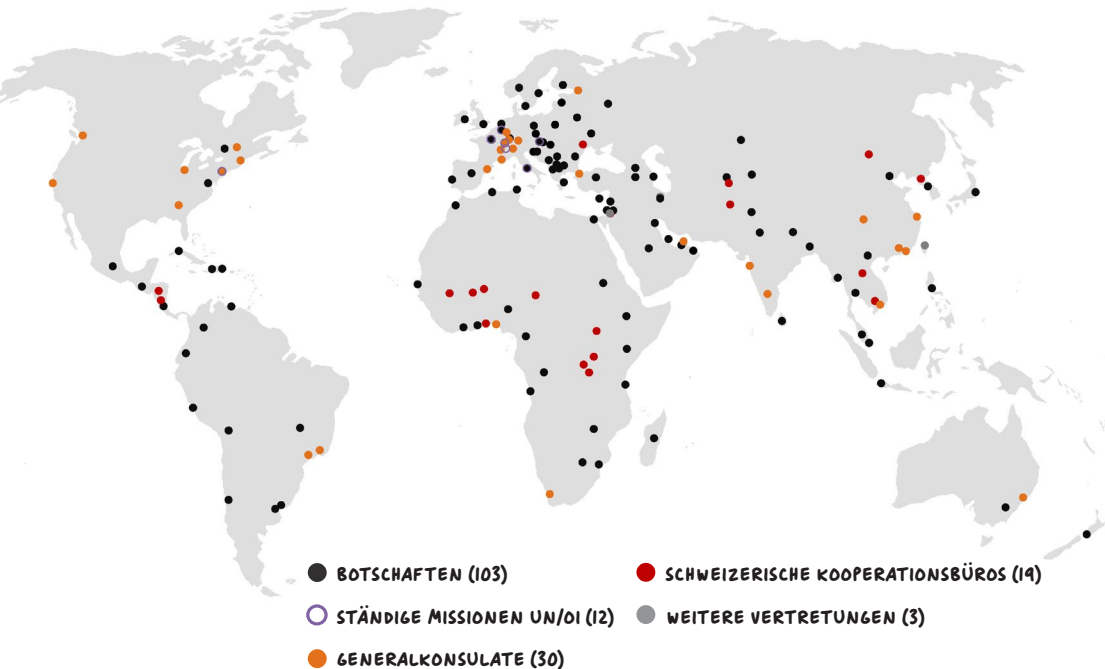 BOTSCHAFTEN (103)
SCHWEIZERISCHE KOOPERATIONSBÜROS (19)
STÄNDIGE MISSIONEN UN/OI (12)
WEITERE VERTRETUNGEN (3)
GENERALKONSULATE (30)